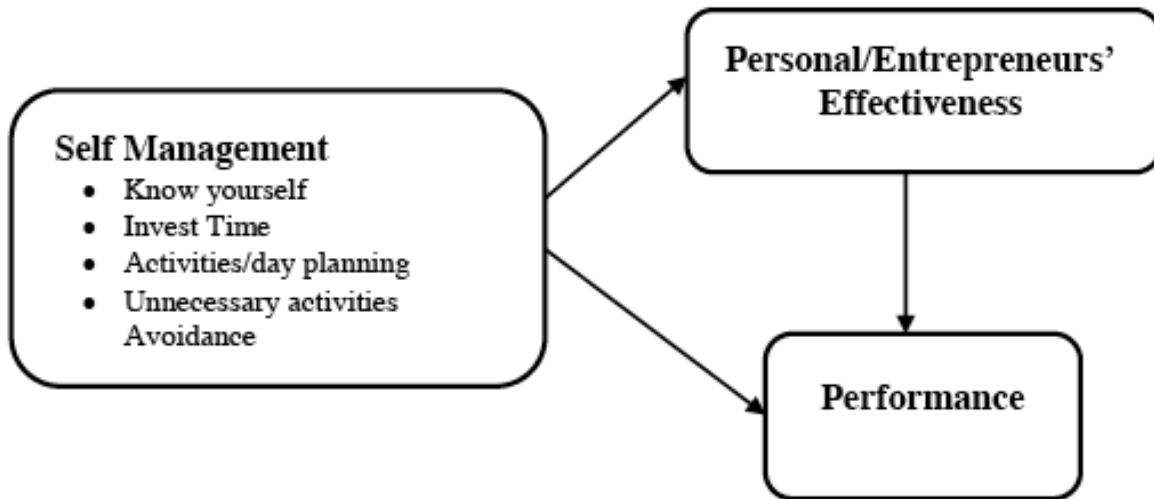 Personal/Entrepreneurs’
Effectiveness
Self Management
• Know yourself
• Invest Time
• Activities/day planning
• Unnecessary activities
Avoidance
Performance